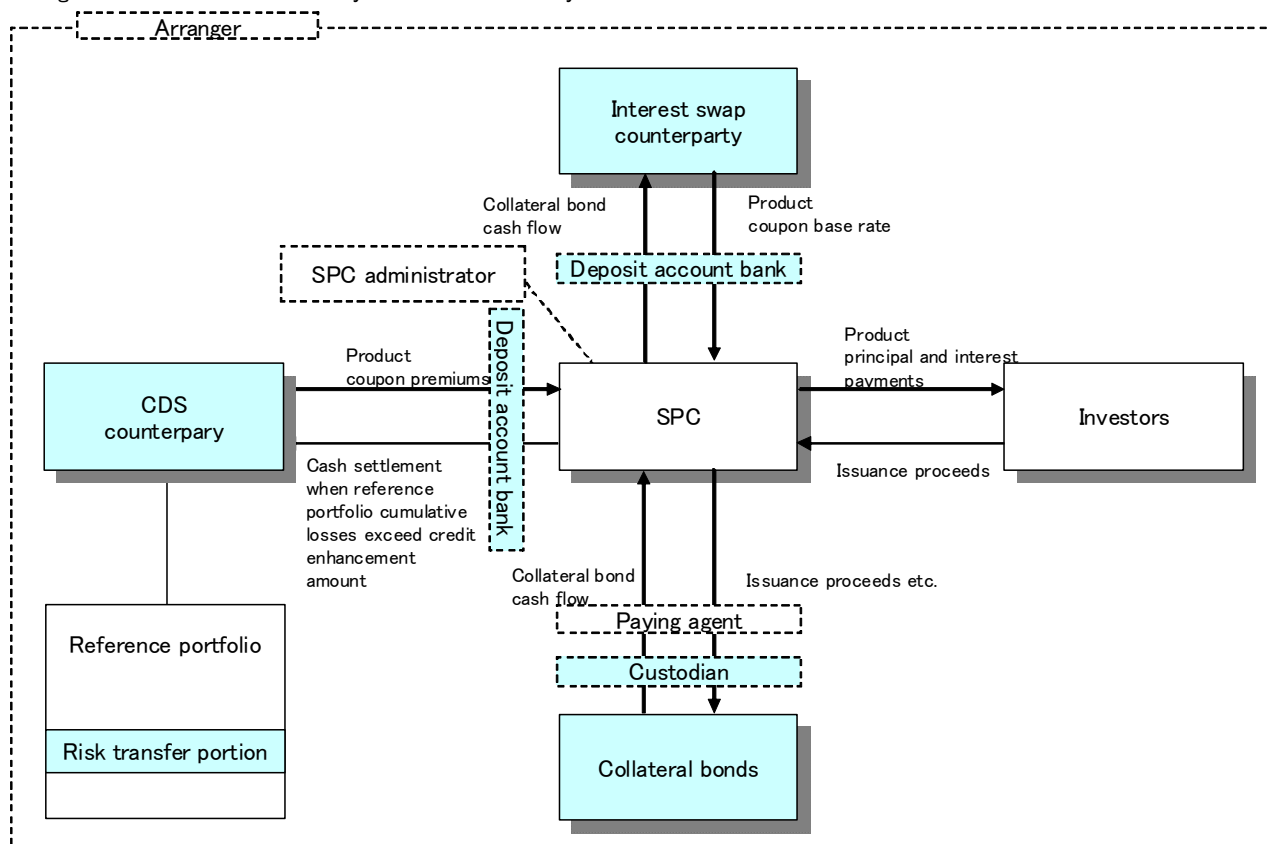 Arranger
Interest swap
counterparty
Collateral bond
cash flow
Product
coupon base rate
Deposit account bank
SPC administrator
Deposit account bank
Product
coupon premiums
Product
principal and interest
payments
CDS
counterpary
SPC
Investors
Cash settlement
when reference
portfolio cumulative
losses exceed credit
enhancement
amount
Issuance proceeds
Collateral bond
cash flow
Issuance proceeds etc.
Paying agent
Custodian
Reference portfolio
Risk transfer portion
Collateral bonds